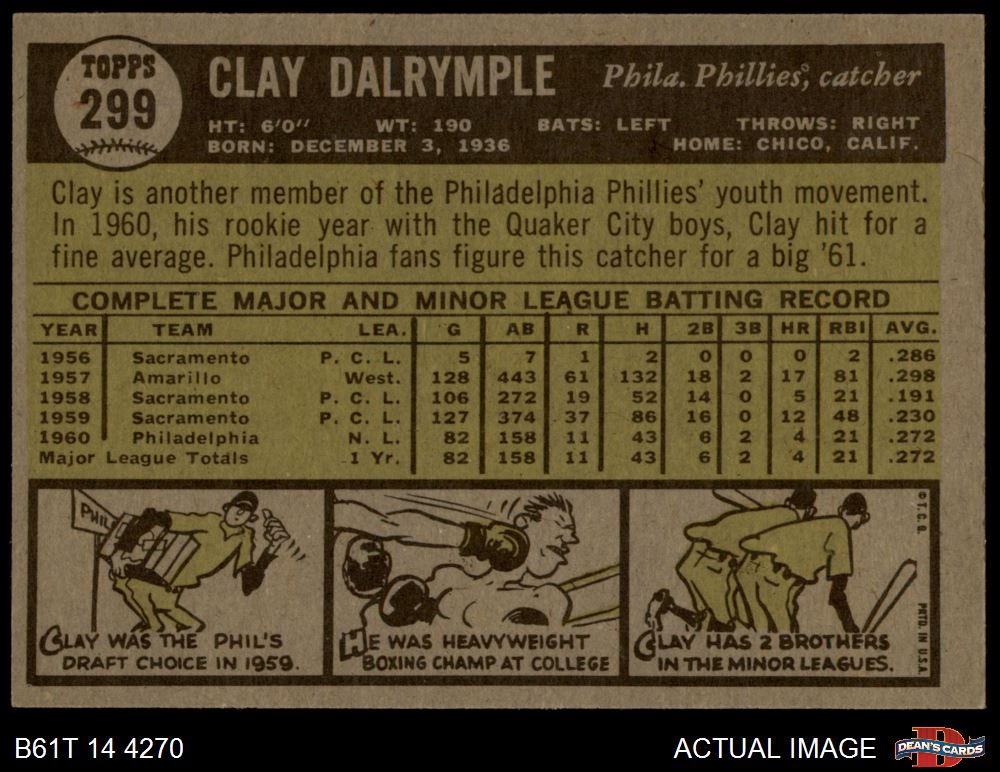 TOPPS
299
CLAY DALRYMPLE Phila. Phillies', catcher
HT: 6'0" WT: 190 BATS: LEFT THROWS: RIGHT
BORN: DECEMBER 3, 1936 HOME: CHICO, CALIF.
Clay is another member of the Philadelphia Phillies' youth movement.
In 1960, his rookie year with the Quaker City boys, Clay hit for a
fine average. Philadelphia fans figure this catcher for a big '61.
COMPLETE MAJOR AND MINOR LEAGUE BATTING RECORD
YEAR TEAM LEA. G AB R H 2B 3B HR RBI AVG.
1956 Sacramento P. C. L. 5 7 1 2 0 0 0 2 .286
1957 Amarillo West. 128 443 61 132 18 2 17 81 .298
1958 Sacramento P. C. L. 106 272 19 52 14 0 5 21 .191
1959 Sacramento P. C. L. 127 374 37 86 16 0 12 48 .230
1960 Philadelphia N. L. 82 158 11 43 6 2 4 21 .272
Major League Totals 1 Yr. 82 158 11 43 6 2 4 21 .272
PHIL
CLAY WAS THE PHIL'S
DRAFT CHOICE IN 1959.
HE WAS HEAVYWEIGHT
BOXING CHAMP AT COLLEGE
CLAY HAS 2 BROTHERS
IN THE MINOR LEAGUES.
© T. C. G.
PRTD. IN U.S.A.
B61T 14 4270
ACTUAL IMAGE
D
DEAN'S CARDS